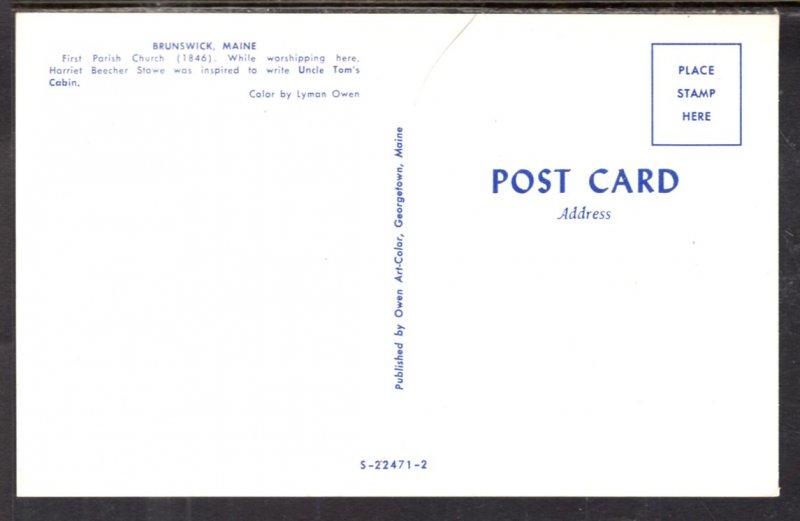 BRUNSWICK, MAINE
First Parish Church (1846). While worshipping here,
Harriet Beecher Stowe was inspired to write Uncle Tom's
Cabin.
Color by Lyman Owen
Published by Owen Art-Color, Georgetown, Maine
S-22471-2
PLACE
STAMP
HERE
POST CARD
Address